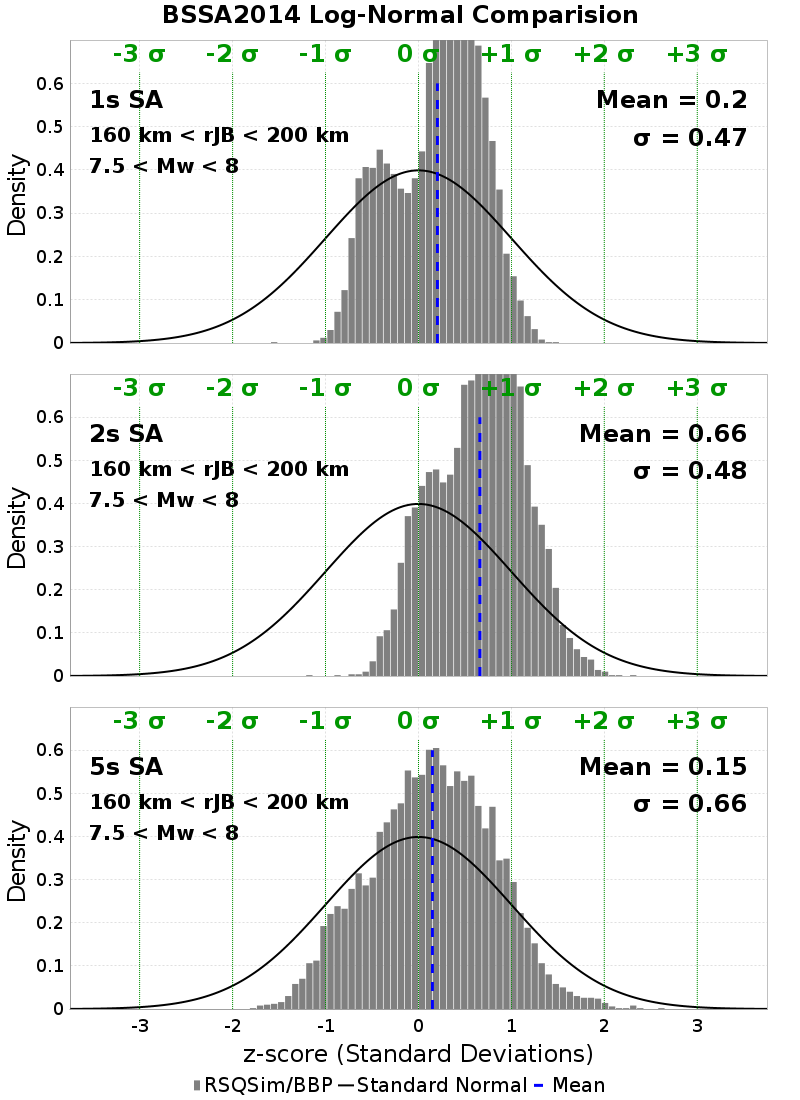 BSSA2014 Log-Normal Comparision
-3 σ -2 σ -1 σ 0 σ +1 σ +2 σ +3 σ
1s SA
Mean = 0.2
160 km < rJB < 200 km
σ = 0.47
7.5 < Mw < 8
Density
0.6
0.5
0.4
0.3
0.2
0.1
0
-3 σ -2 σ -1 σ 0 σ +1 σ +2 σ +3 σ
2s SA
Mean = 0.66
160 km < rJB < 200 km
σ = 0.48
7.5 < Mw < 8
Density
0.6
0.5
0.4
0.3
0.2
0.1
0
-3 σ -2 σ -1 σ 0 σ +1 σ +2 σ +3 σ
5s SA
Mean = 0.15
160 km < rJB < 200 km
σ = 0.66
7.5 < Mw < 8
Density
0.6
0.5
0.4
0.3
0.2
0.1
0
-3 -2 -1 0 1 2 3
z-score (Standard Deviations)
RSQSim/BBP Standard Normal Mean